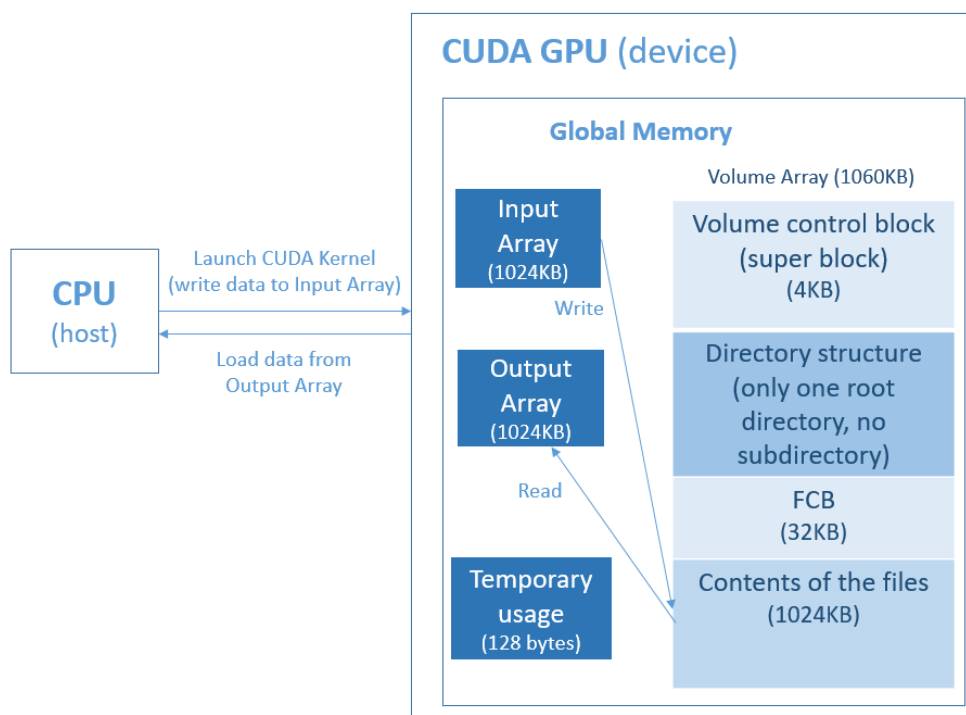 CUDA GPU (device)
Global Memory
Volume Array (1060KB)
Input
Array
(1024KB)
Volume control block
(super block)
(4KB)
Launch CUDA Kernel
(write data to Input Array)
CPU
(host)
Write
Load data from
Output Array
Output
Array
(1024KB)
Directory structure
(only one root
directory, no
subdirectory)
Read
FCB
(32KB)
Temporary
usage
(128 bytes)
Contents of the files
(1024KB)